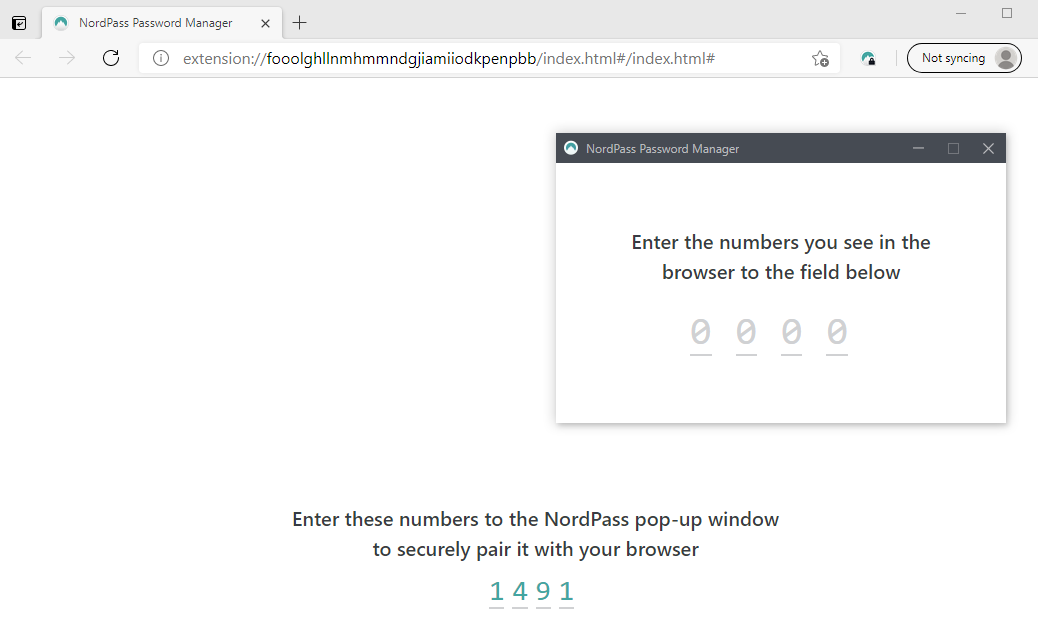 NordPass Password Manager
extension://fooolghllnmhmmndgjiamiiodkpenpbb/index.html#/index.html#
Not syncing
NordPass Password Manager
Enter the numbers you see in the
browser to the field below
0 0 0 0
Enter these numbers to the NordPass pop-up window
to securely pair it with your browser
1 4 9 1